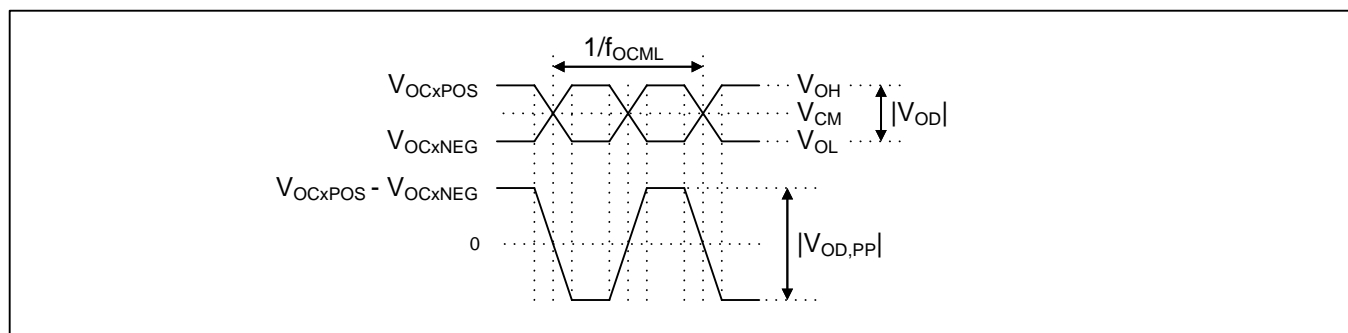 1/fOCML
VOCxPOS
VOH
VCM
|VOD|
VOCxNEG
VOL
VOCxPOS - VOCxNEG
0
|VOD,PP|